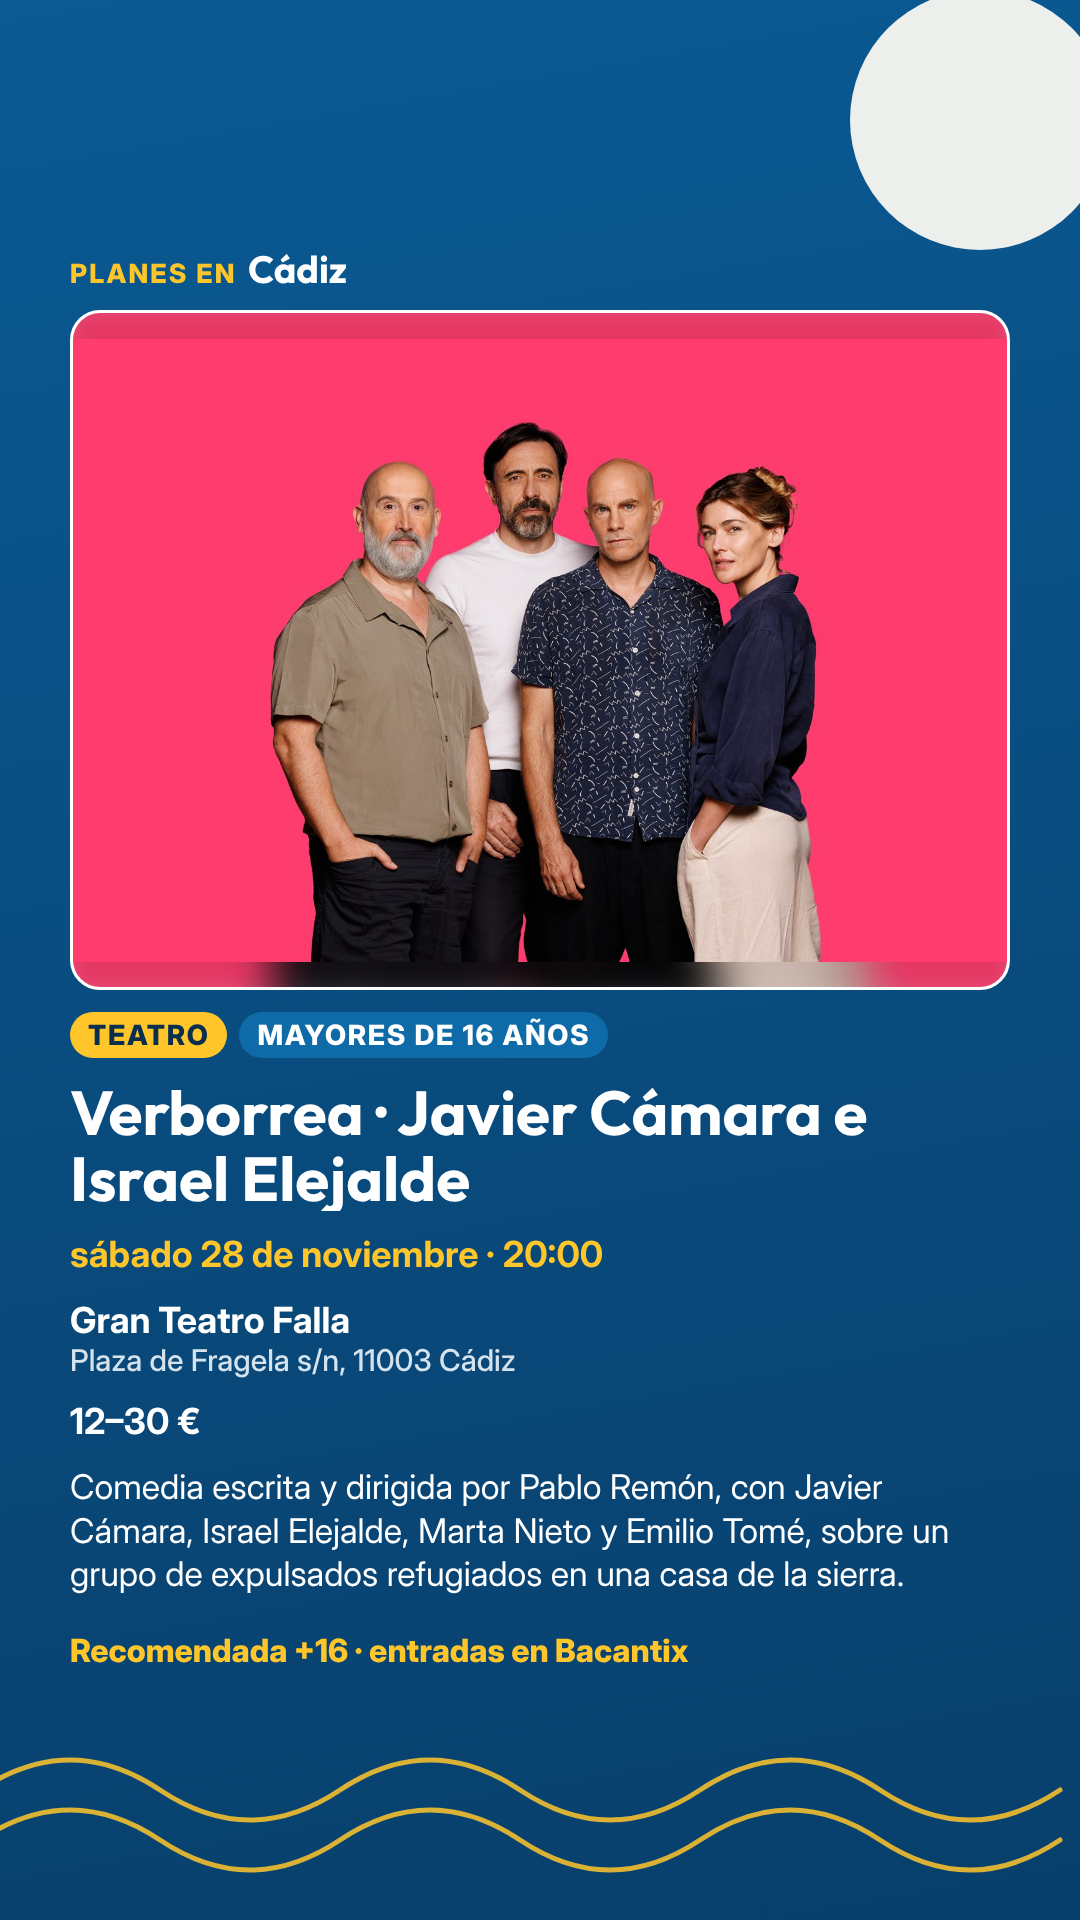 PLANES EN Cádiz
TEATRO
MAYORES DE 16 AÑOS
Verborrea · Javier Cámara e
Israel Elejalde
sábado 28 de noviembre · 20:00
Gran Teatro Falla
Plaza de Fragela s/n, 11003 Cádiz
12–30 €
Comedia escrita y dirigida por Pablo Remón, con Javier
Cámara, Israel Elejalde, Marta Nieto y Emilio Tomé, sobre un
grupo de expulsados refugiados en una casa de la sierra.
Recomendada +16 · entradas en Bacantix